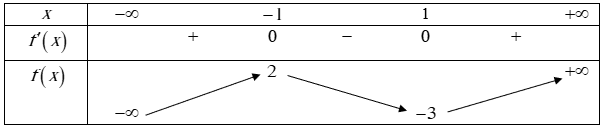 x −∞ −1 1 +∞
f′(x) + 0 − 0 +
f(x) 2 +∞
−∞ −3